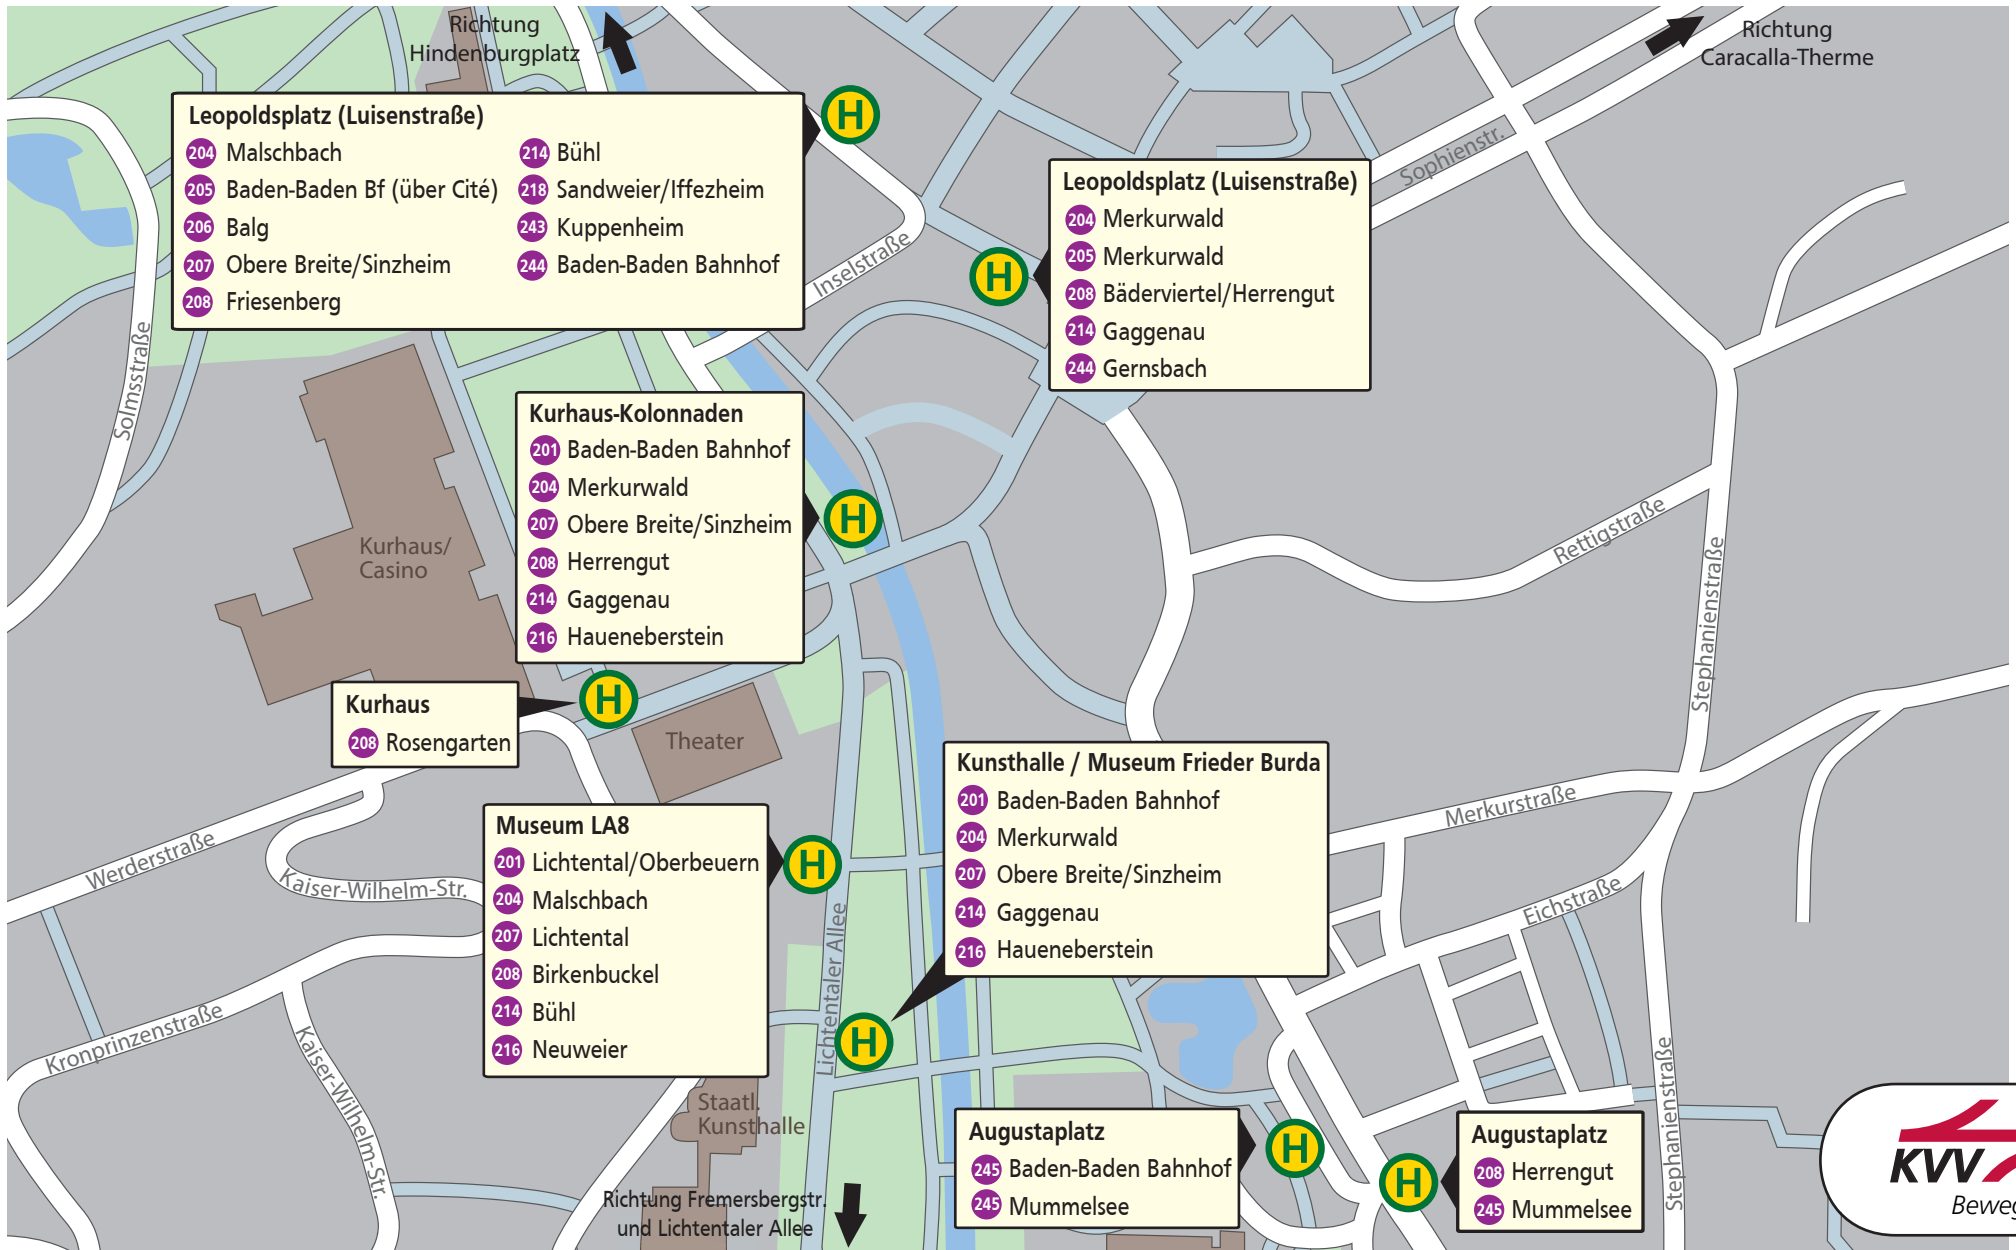 Richtung
Hindenburgplatz
Richtung
Caracalla-Therme
Leopoldsplatz (Luisenstraße)
204 Malschbach
205 Baden-Baden Bf (über Cité)
206 Balg
207 Obere Breite/Sinzheim
208 Friesenberg
214 Bühl
218 Sandweier/Iffezheim
243 Kuppenheim
244 Baden-Baden Bahnhof
H
Sophienstr.
Leopoldsplatz (Luisenstraße)
204 Merkurwald
205 Merkurwald
208 Bäderviertel/Herrengut
214 Gaggenau
244 Gernsbach
H
Inselstraße
Solmsstraße
Kurhaus-Kolonnaden
201 Baden-Baden Bahnhof
204 Merkurwald
207 Obere Breite/Sinzheim
208 Herrengut
214 Gaggenau
216 Haueneberstein
H
Kurhaus/
Casino
Rettigstraße
Stephanienstraße
Kurhaus
208 Rosengarten
H
Theater
Kunsthalle / Museum Frieder Burda
201 Baden-Baden Bahnhof
204 Merkurwald
207 Obere Breite/Sinzheim
214 Gaggenau
216 Haueneberstein
H
Merkurstraße
Museum LA8
201 Lichtental/Oberbeuern
204 Malschbach
207 Lichtental
208 Birkenbuckel
214 Bühl
216 Neuweier
H
Werderstraße
Kaiser-Wilhelm-Str.
Eichstraße
Lichtentaler Allee
Kronprinzenstraße
Kaiser-Wilhelm-Str.
Stephanienstraße
Staatl.
Kunsthalle
Augustaplatz
245 Baden-Baden Bahnhof
245 Mummelsee
H
Augustaplatz
208 Herrengut
245 Mummelsee
H
Richtung Fremersbergstr.
und Lichtentaler Allee
KVV
Beweg